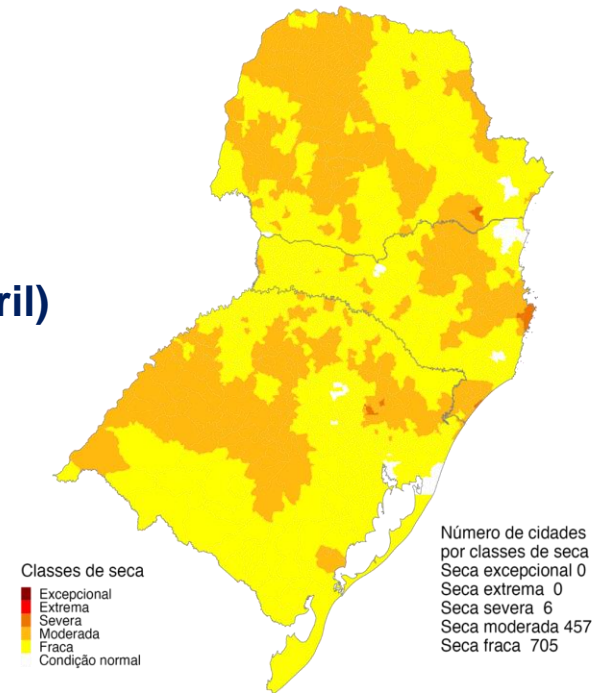 ril)
Classes de seca
Excepcional
Extrema
Severa
Moderada
Fraca
Condição normal
Número de cidades
por classes de seca
Seca excepcional 0
Seca extrema 0
Seca severa 6
Seca moderada 457
Seca fraca 705